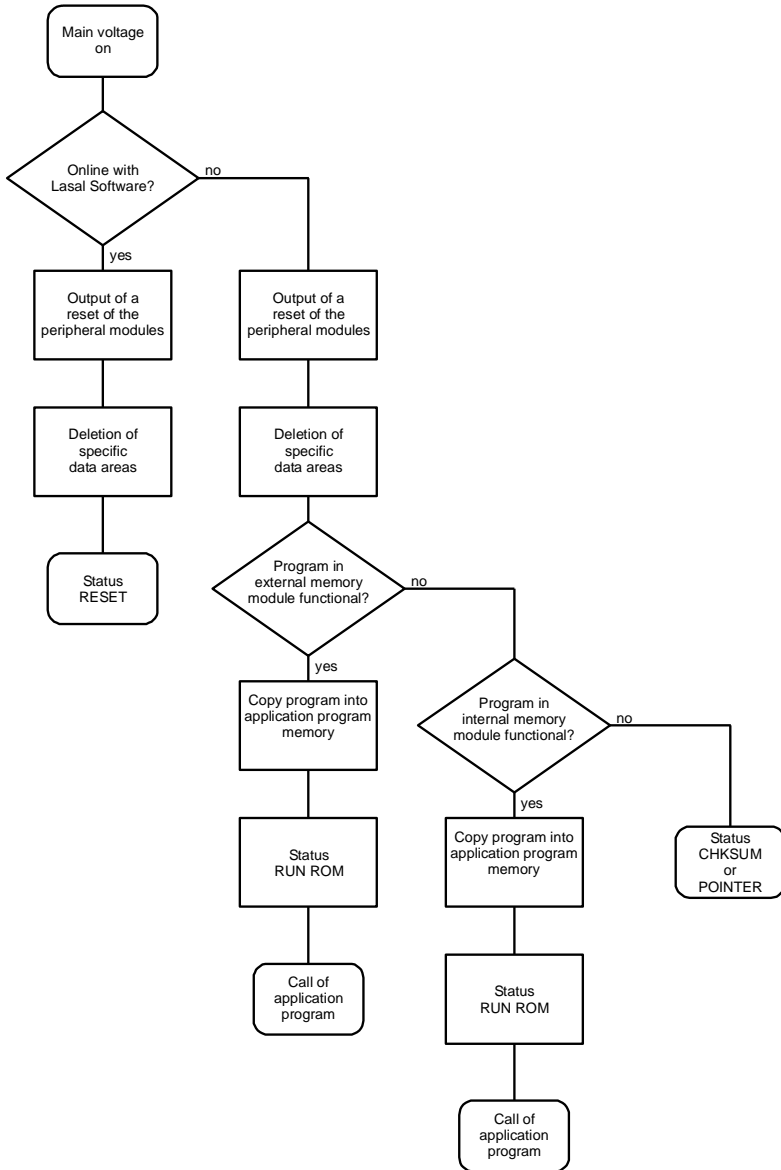 Main voltage
on
Online with
Lasal Software?
no
yes
Output of a
reset of the
peripheral modules
Output of a
reset of the
peripheral modules
Deletion of
specific
data areas
Deletion of
specific
data areas
Status
RESET
Program in
external memory
module functional?
no
yes
Copy program into
application program
memory
Program in
internal memory
module functional?
no
yes
Status
RUN ROM
Copy program into
application program
memory
Status
CHKSUM
or
POINTER
Call of
application
program
Status
RUN ROM
Call of
application
program